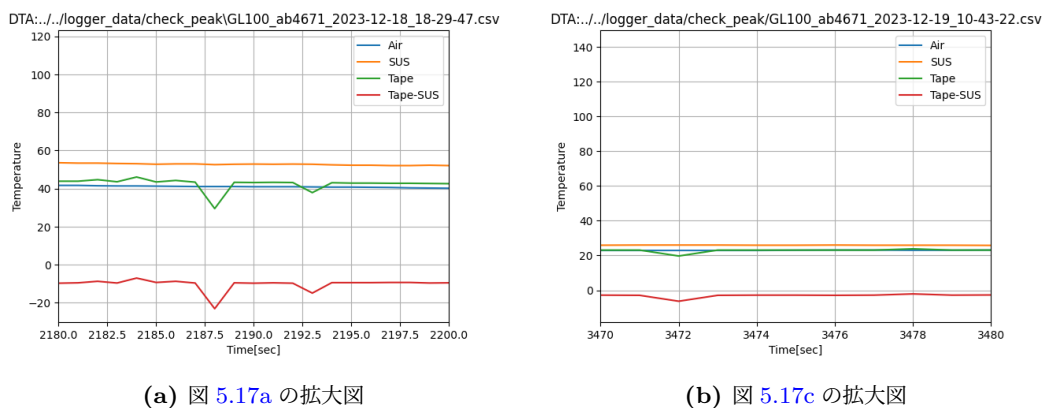 DTA:../../logger_data/check_peak\GL100_ab4671_2023-12-18_18-29-47.csv
120
100
80
60
40
20
0
−20
Temperature
Air
SUS
Tape
Tape-SUS
2180.0 2182.5 2185.0 2187.5 2190.0 2192.5 2195.0 2197.5 2200.0
Time[sec]
(a) 図 5.17a の拡大図
DTA:../../logger_data/check_peak/GL100_ab4671_2023-12-19_10-43-22.csv
140
120
100
80
60
40
20
0
Temperature
Air
SUS
Tape
Tape-SUS
3470 3472 3474 3476 3478 3480
Time[sec]
(b) 図 5.17c の拡大図